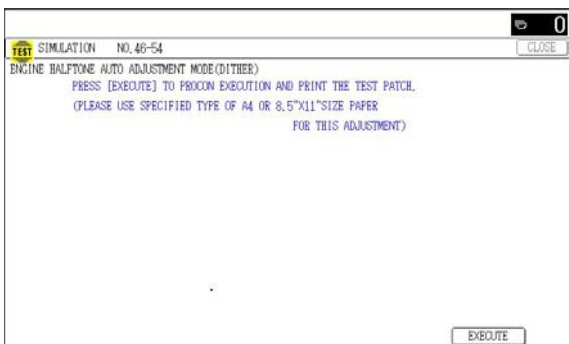 0
TEST SIMULATION NO.46-54 CLOSE
ENGINE HALFTONE AUTO ADJUSTMENT MODE(DITHER)
PRESS [EXECUTE] TO PROCON EXECUTION AND PRINT THE TEST PATCH.
(PLEASE USE SPECIFIED TYPE OF A4 OR 8.5"X11"SIZE PAPER
FOR THIS ADJUSTMENT)
EXECUTE